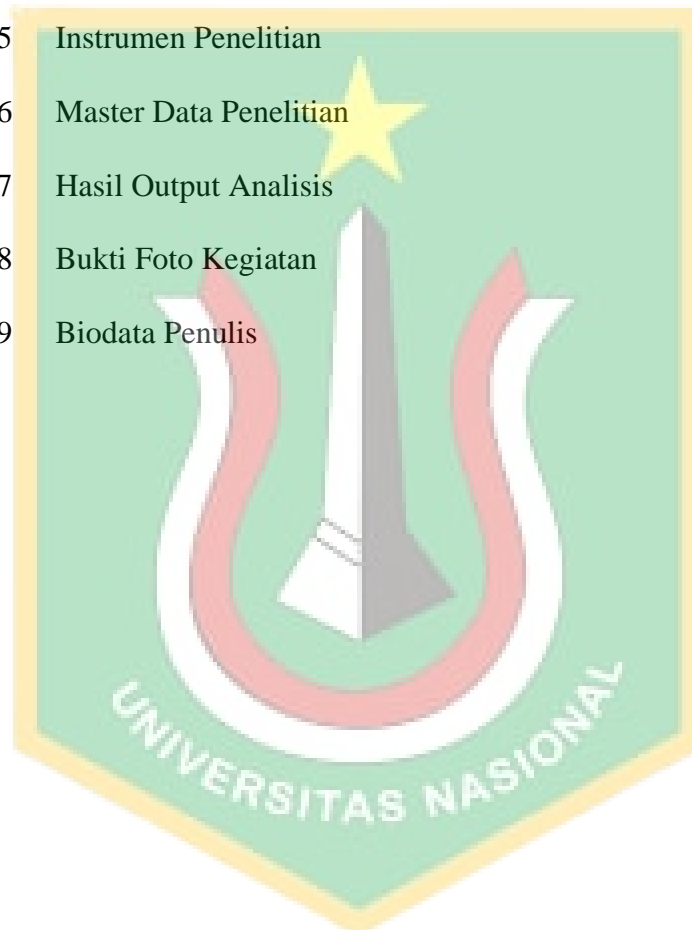 5 Instrumen Penelitian
6 Master Data Penelitian
7 Hasil Output Analisis
8 Bukti Foto Kegiatan
9 Biodata Penulis
UNIVERSITAS NASIONAL